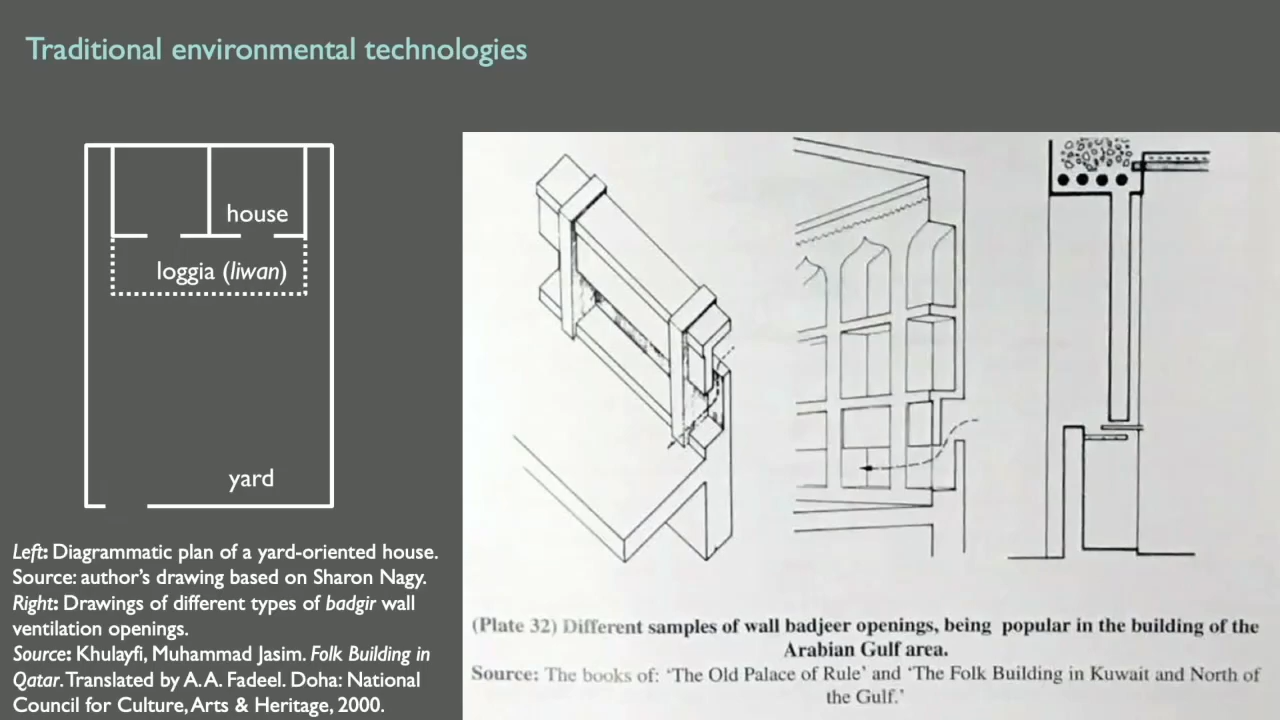 Traditional environmental technologies
house
loggia (liwan)
yard
Left: Diagrammatic plan of a yard-oriented house.
Source: author's drawing based on Sharon Nagy.
Right: Drawings of different types of badgir wall
ventilation openings.
Source: Khulayfi, Muhammad Jasim. Folk Building in
Qatar. Translated by A. A. Fadeel. Doha: National
Council for Culture, Arts & Heritage, 2000.
(Plate 32) Different samples of wall badjeer openings, being popular in the building of the
Arabian Gulf area.
Source: The books of: 'The Old Palace of Rule' and 'The Folk Building in Kuwait and North of
the Gulf.'